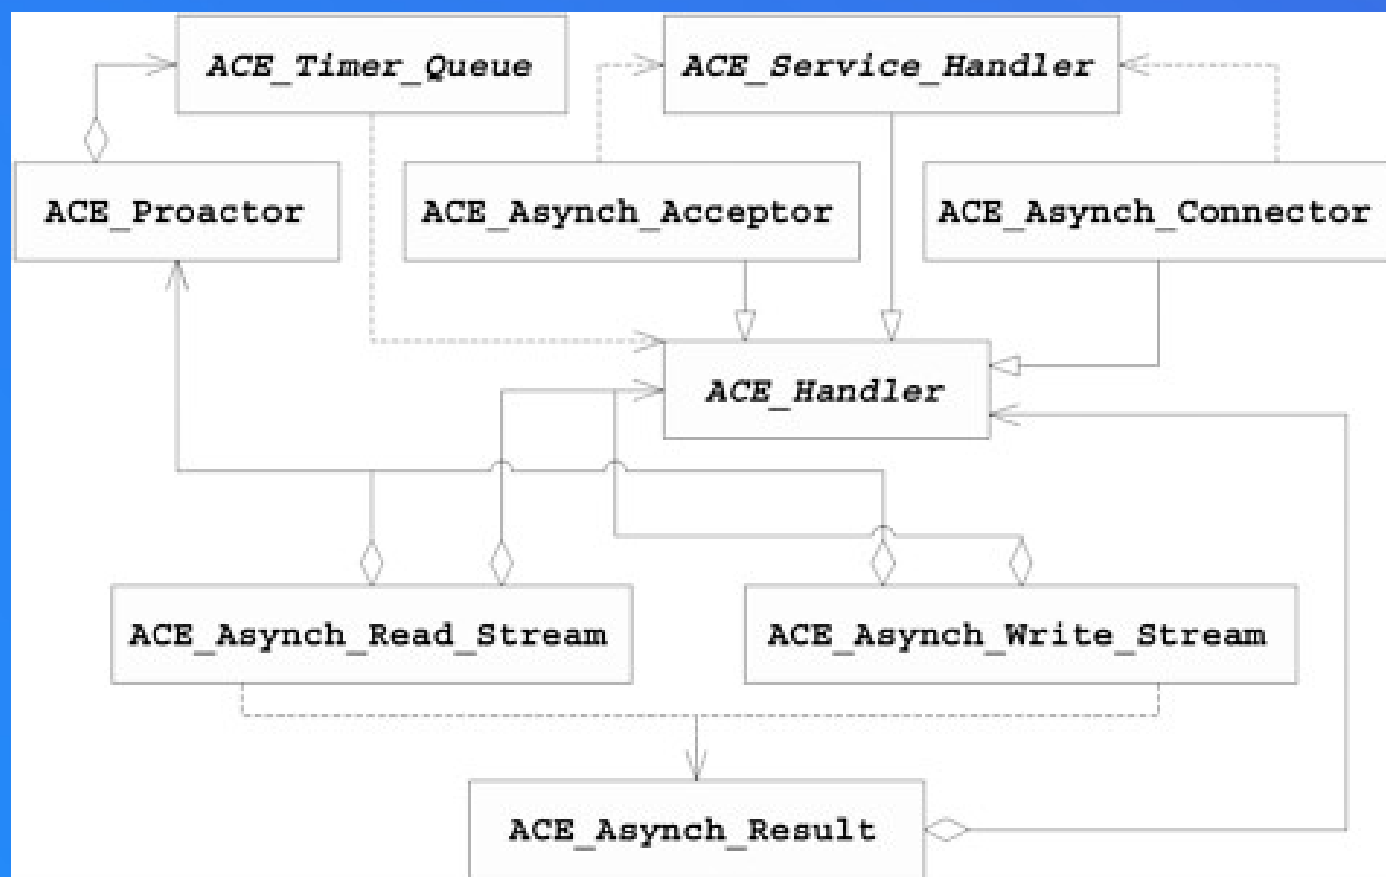 ACE_Timer_Queue
ACE_Service_Handler
ACE_Proactor
ACE_Asynch_Acceptor
ACE_Asynch_Connector
ACE_Handler
ACE_Asynch_Read_Stream
ACE_Asynch_Write_Stream
ACE_Asynch_Result